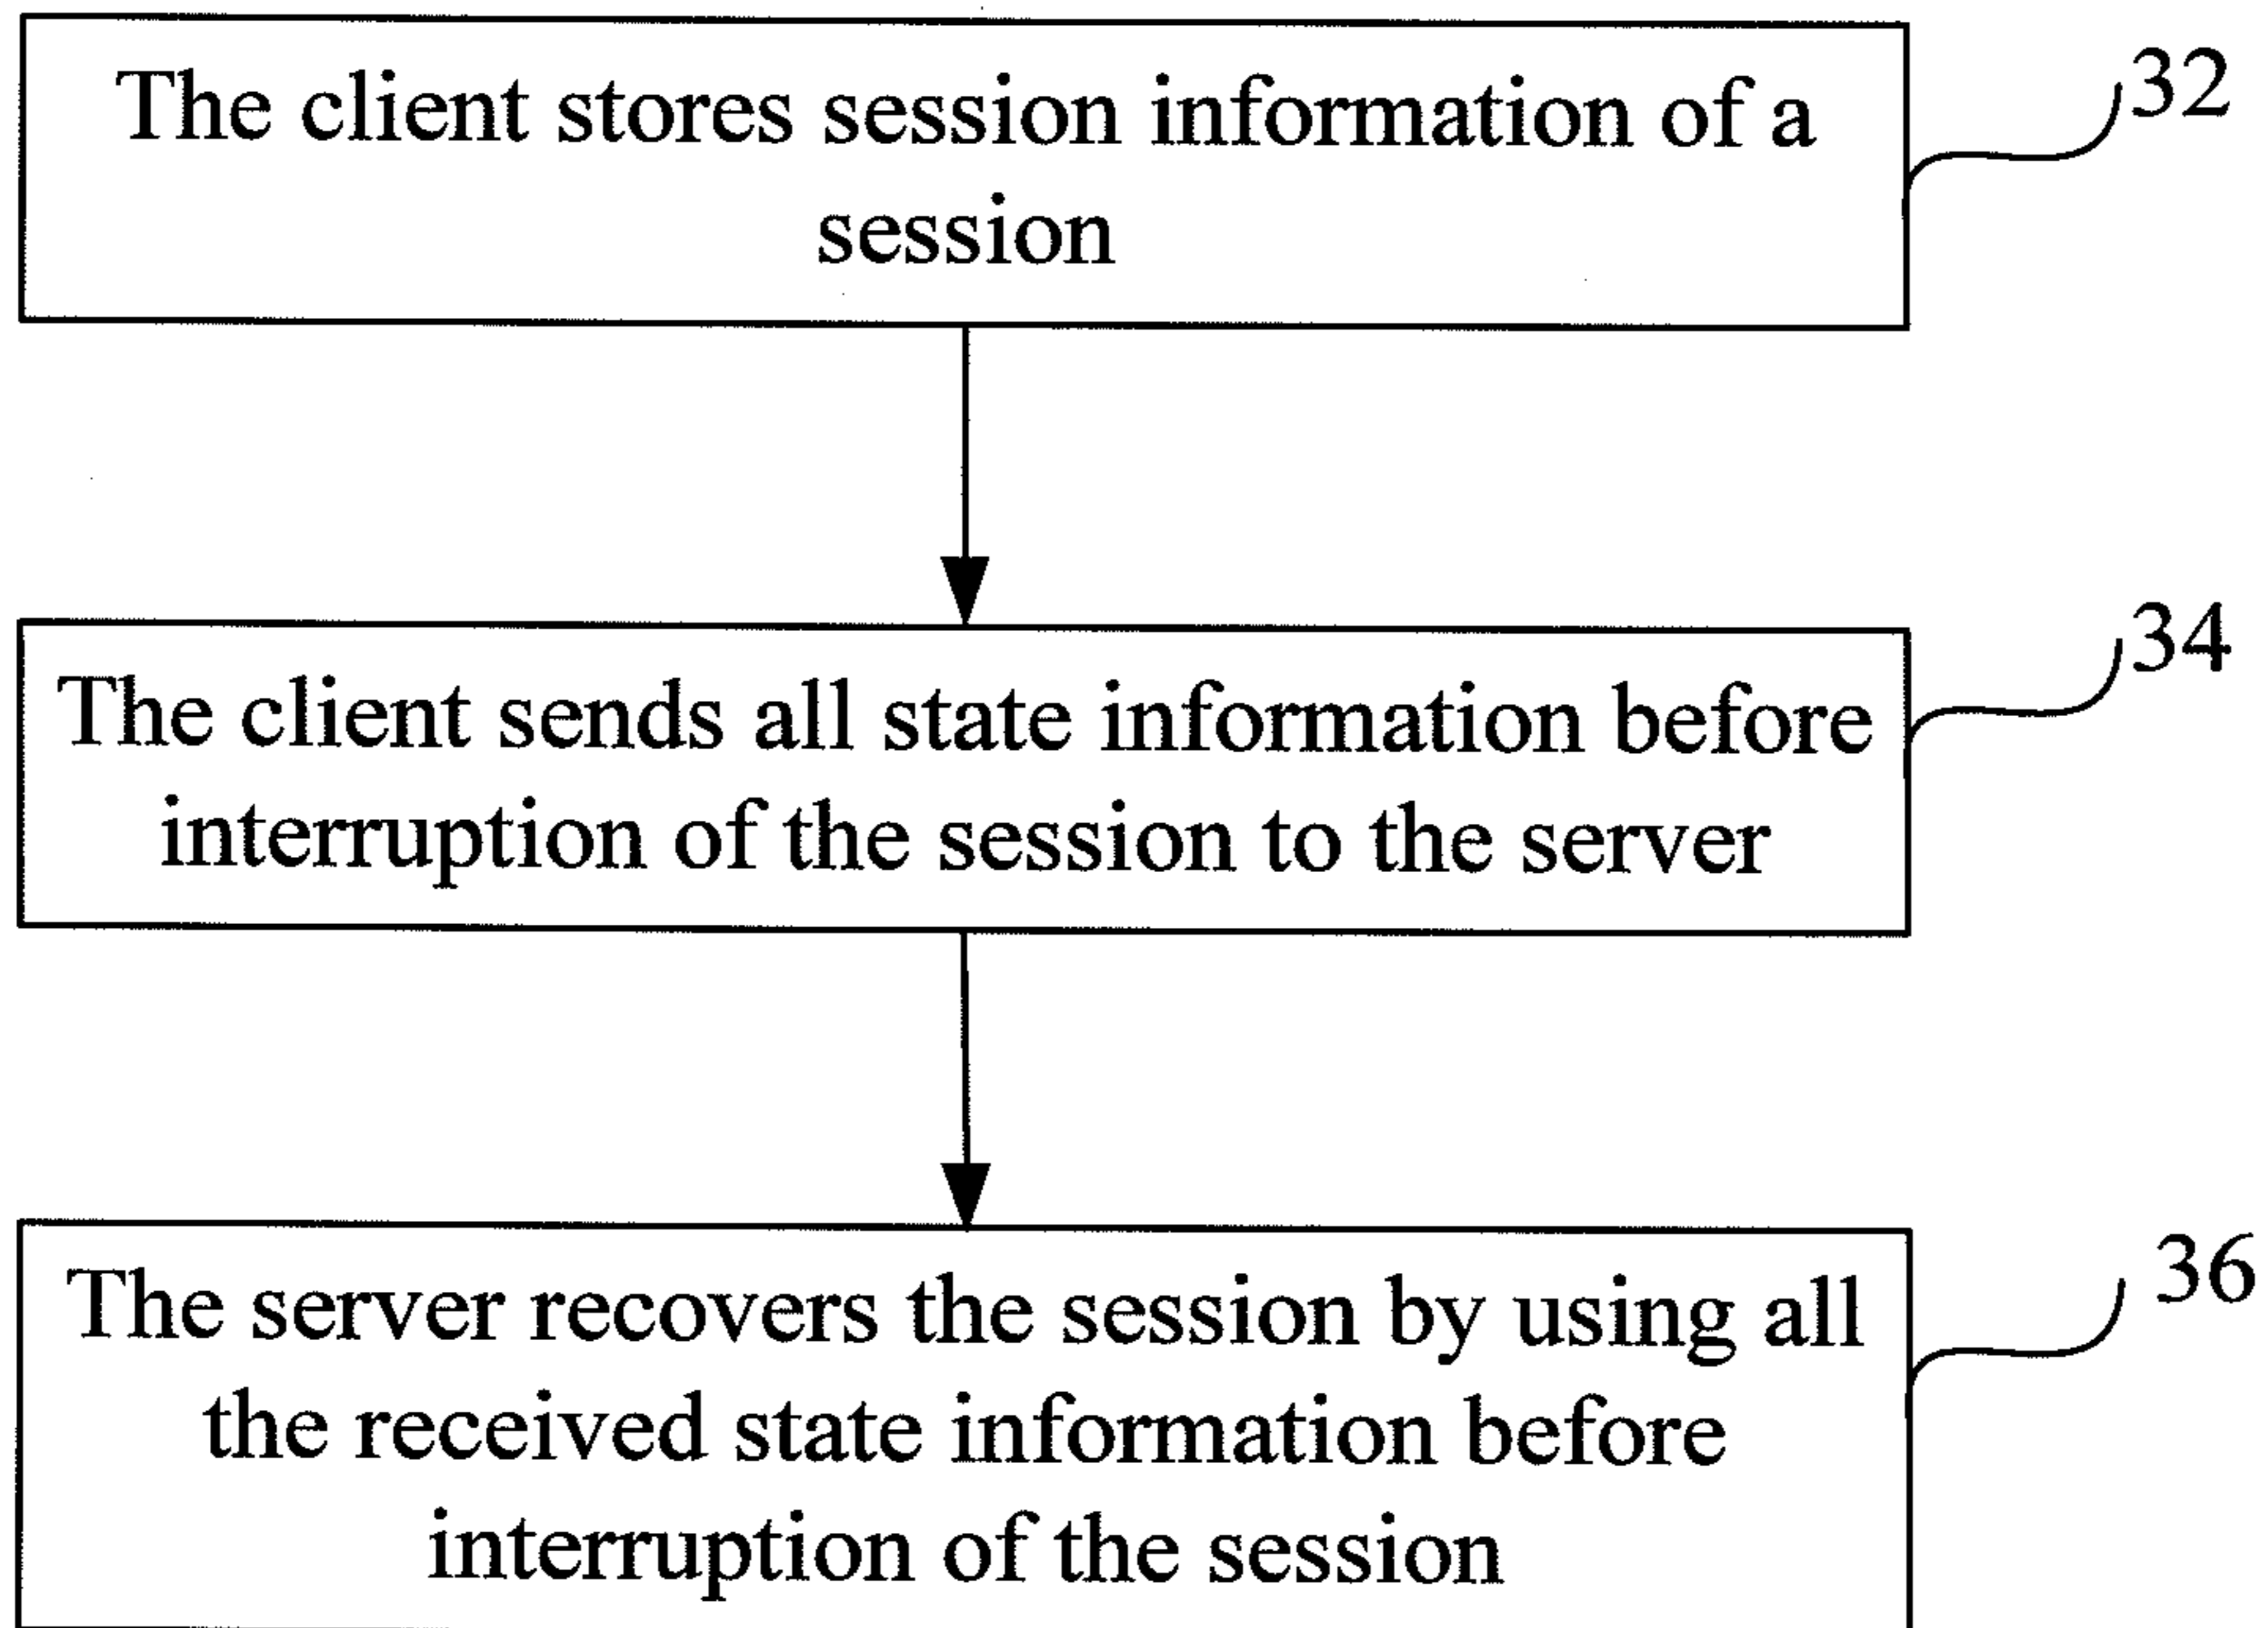 The client stores session information of a
session
32
The client sends all state information before
interruption of the session to the server
34
The server recovers the session by using all
the received state information before
interruption of the session
36